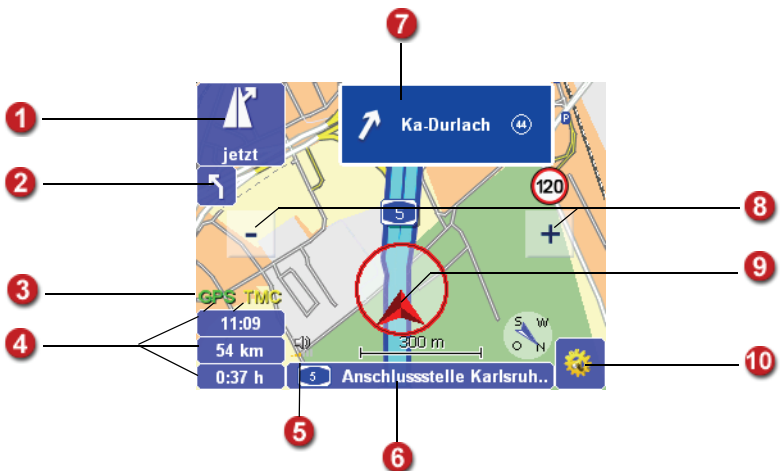 7
1
jetzt
Ka-Durlach 44
2
120
5
8
- +
9
3
GPS TMC
11:09
4
54 km
300 m
S W
O N
0:37 h
5 Anschlussstelle Karlsruh..
10
5
6
P